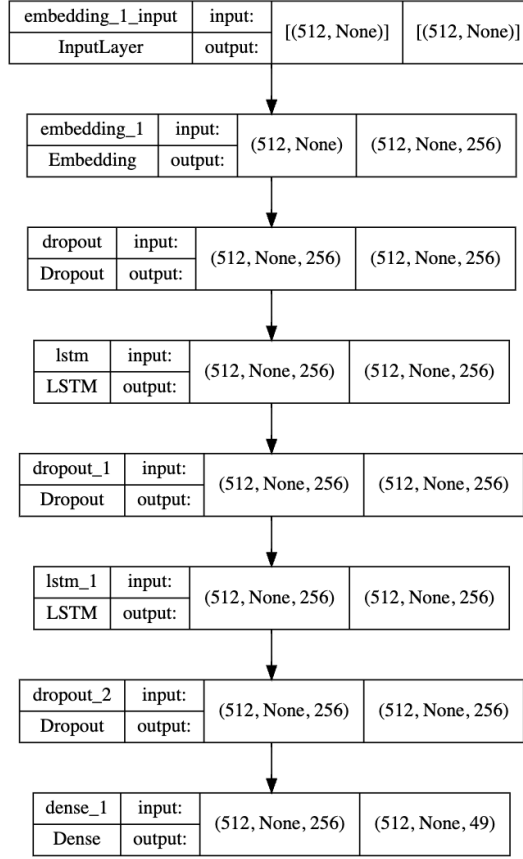 embedding_1_input input: [(512, None)] [(512, None)]
InputLayer output:
embedding_1 input: (512, None) (512, None, 256)
Embedding output:
dropout input: (512, None, 256) (512, None, 256)
Dropout output:
lstm input: (512, None, 256) (512, None, 256)
LSTM output:
dropout_1 input: (512, None, 256) (512, None, 256)
Dropout output:
lstm_1 input: (512, None, 256) (512, None, 256)
LSTM output:
dropout_2 input: (512, None, 256) (512, None, 256)
Dropout output:
dense_1 input: (512, None, 256) (512, None, 49)
Dense output: